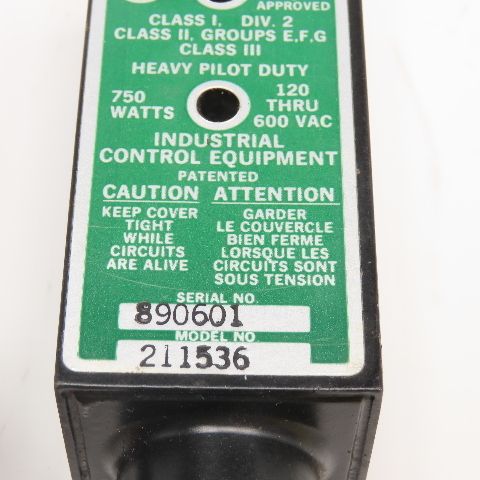 APPROVED
CLASS I, DIV. 2
CLASS II, GROUPS E,F,G
CLASS III
HEAVY PILOT DUTY
750 WATTS
120 THRU 600 VAC
INDUSTRIAL
CONTROL EQUIPMENT
PATENTED
CAUTION
KEEP COVER
TIGHT
WHILE
CIRCUITS
ARE ALIVE
ATTENTION
GARDER
LE COUVERCLE
BIEN FERME
LORSQUE LES
CIRCUITS SONT
SOUS TENSION
SERIAL NO.
890601
MODEL NO
211536